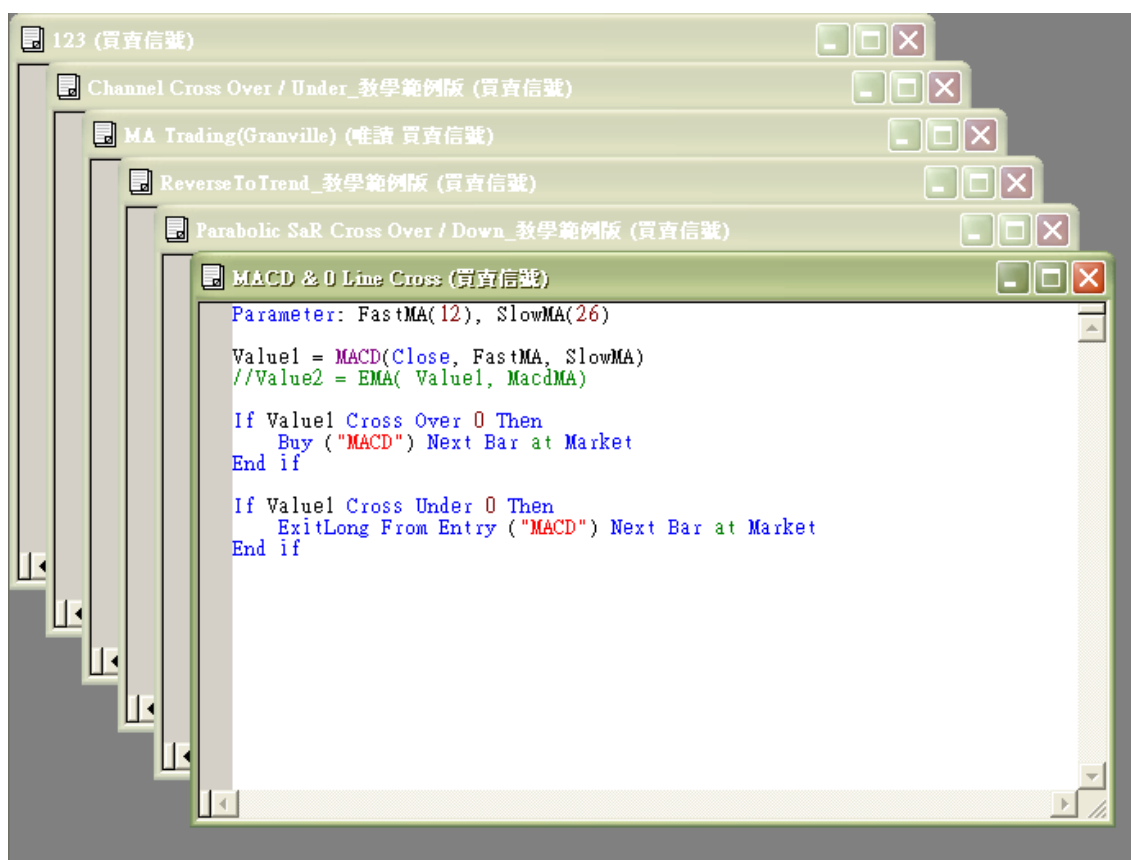 123 (買賣信號)
Channel Cross Over / Under_教學範例版 (買賣信號)
MA Trading(Granville) (唯讀 買賣信號)
ReverseToTrend_教學範例版 (買賣信號)
Parabolic SaR Cross Over / Down_教學範例版 (買賣信號)
MACD & 0 Line Cross (買賣信號)
Parameter: FastMA(12), SlowMA(26)
Value1 = MACD(Close, FastMA, SlowMA)
//Value2 = EMA( Value1, MacdMA)
If Value1 Cross Over 0 Then
Buy ("MACD") Next Bar at Market
End if
If Value1 Cross Under 0 Then
ExitLong From Entry ("MACD") Next Bar at Market
End if